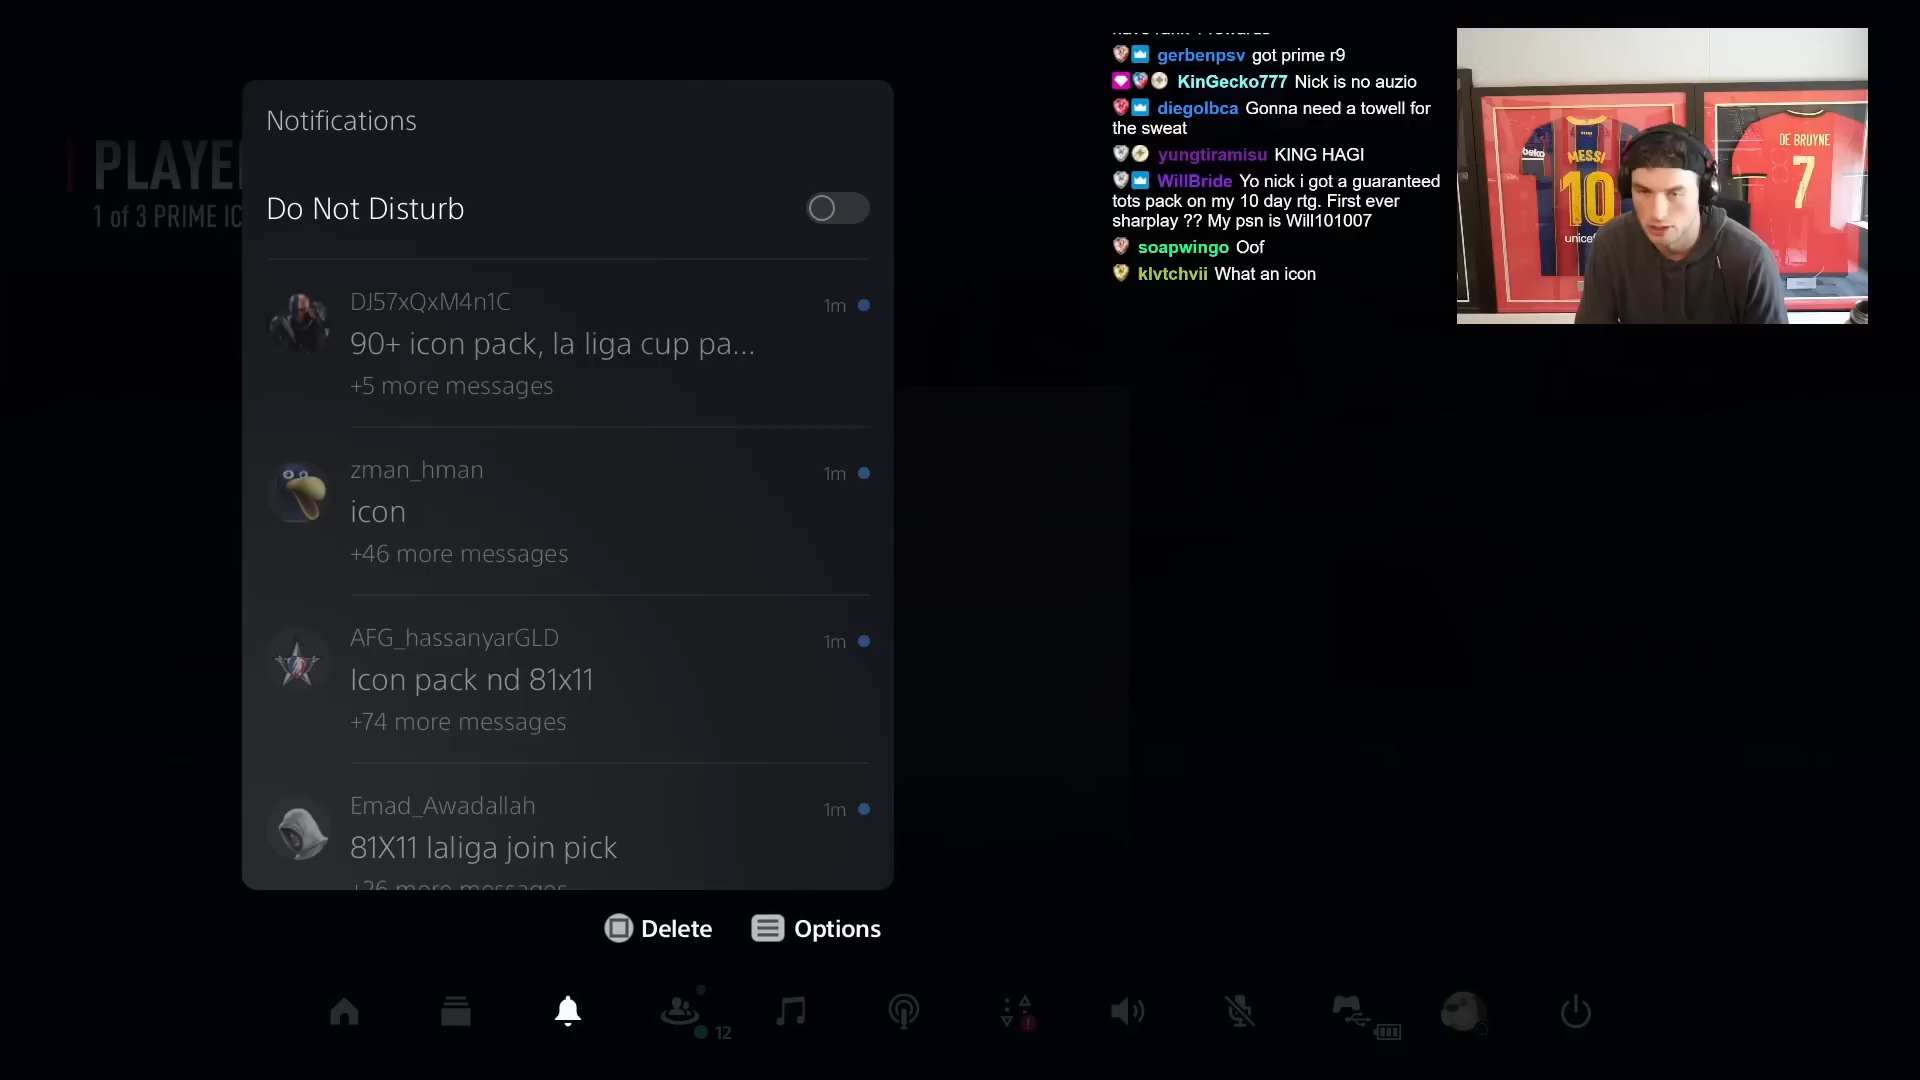 PLAYE
1 of 3 PRIME IC
Notifications
Do Not Disturb
DJ57xQxM4n1C
1m
90+ icon pack, la liga cup pa...
+5 more messages
zman_hman
1m
icon
+46 more messages
AFG_hassanyarGLD
1m
Icon pack nd 81x11
+74 more messages
Emad_Awadallah
1m
81X11 laliga join pick
+26 more messages
Delete
Options
12
gerbenpsv got prime r9
KinGecko777 Nick is no auzio
diegolbca Gonna need a towell for
the sweat
yungtiramisu KING HAGI
WillBride Yo nick i got a guaranteed
tots pack on my 10 day rtg. First ever
sharplay ?? My psn is Will101007
soapwingo Oof
klvtchvii What an icon
beko
MESSI
10
unicef
DE BRUYNE
7